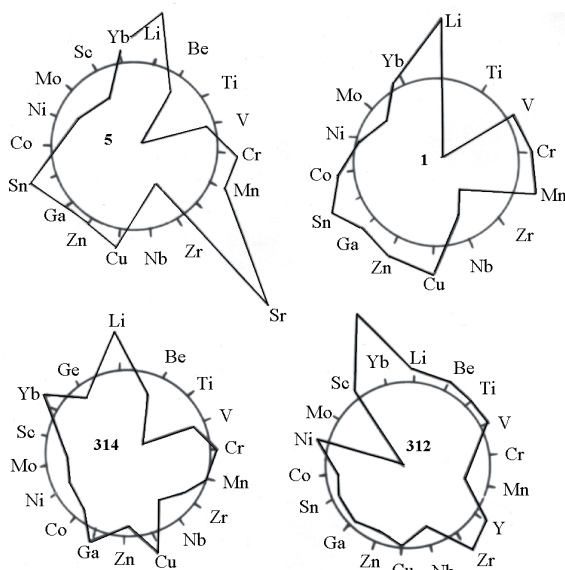 Li
Yb
Be
Sc
Ti
Mo
V
Ni
5
Cr
Co
Mn
Sn
Ga
Zn
Cu
Nb
Zr
Sr
Li
Yb
Ti
Mo
V
Ni
1
Cr
Co
Mn
Sn
Zr
Ga
Nb
Zn
Cu
Li
Be
Ge
Ti
Yb
V
Sc
314
Cr
Mo
Mn
Ni
Zr
Co
Nb
Ga
Zn
Cu
Li
Yb
Be
Sc
Ti
Mo
V
Ni
312
Cr
Co
Mn
Sn
Y
Ga
Zr
Zn
Nb
Cu